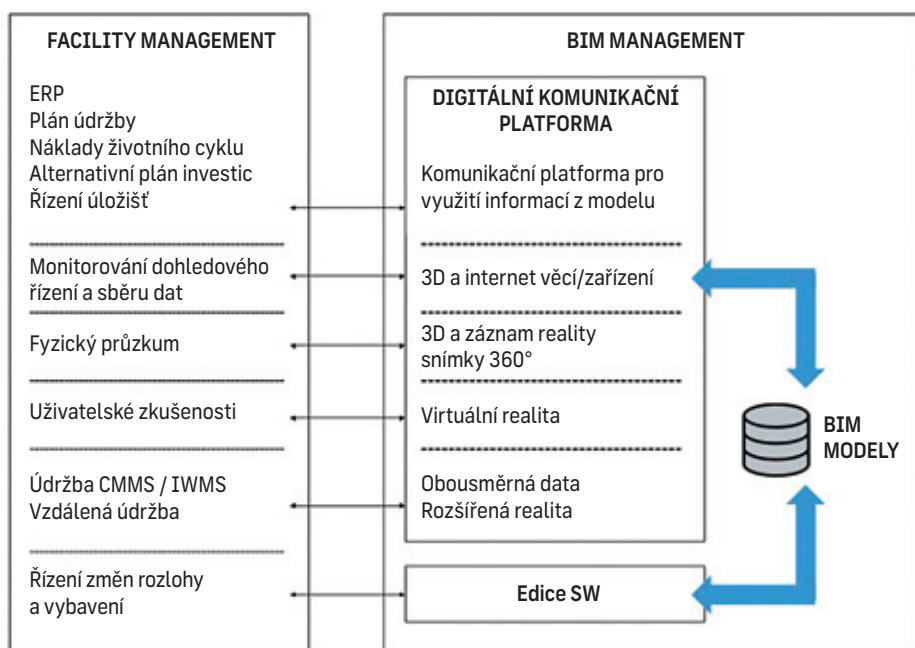 FACILITY MANAGEMENT
ERP
Plán údržby
Náklady životního cyklu
Alternativní plán investic
Řízení úložišť
Monitorování dohledového
řízení a sběru dat
Fyzický průzkum
Uživatelské zkušenosti
Údržba CMMS / IWMS
Vzdálená údržba
Řízení změn rozlohy
a vybavení
BIM MANAGEMENT
DIGITÁLNÍ KOMUNIKAČNÍ
PLATFORMA
Komunikační platforma pro
využití informací z modelu
3D a internet věcí/zařízení
3D a záznam reality
snímky 360°
Virtuální realita
Obousměrná data
Rozšířená realita
Edice SW
BIM
MODELY